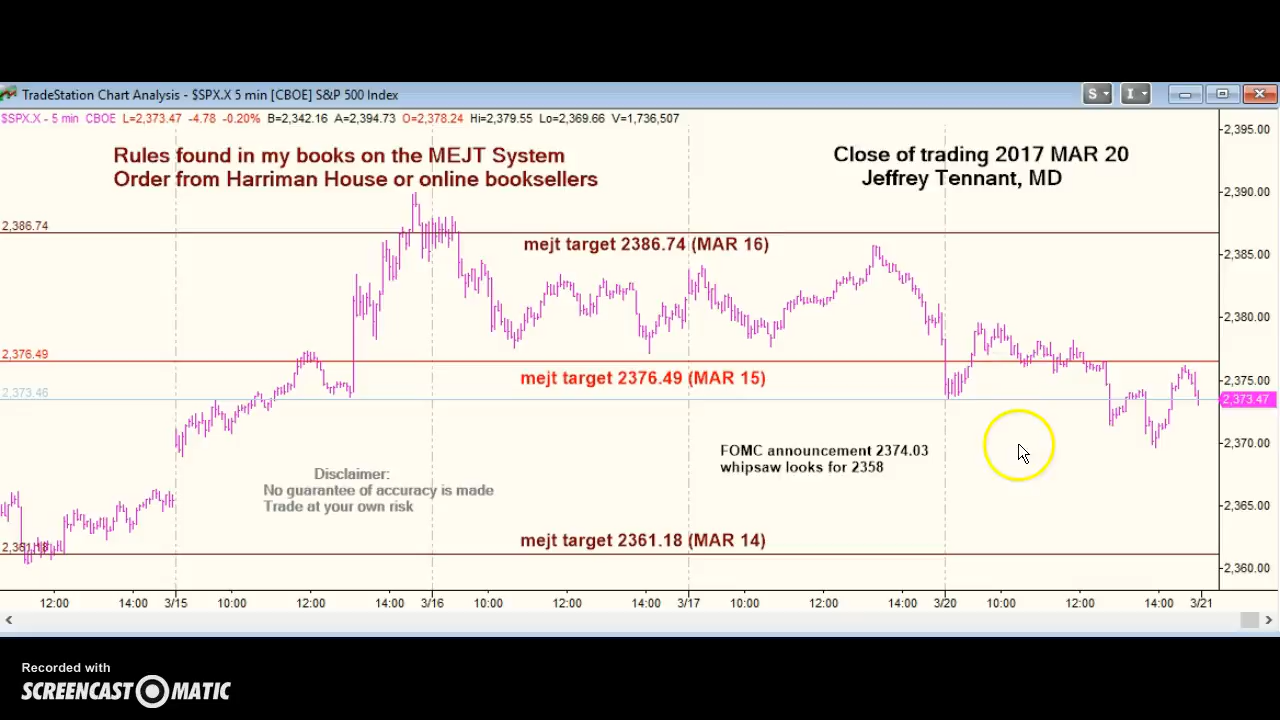 TradeStation Chart Analysis - $SPX.X 5 min [CBOE] S&P 500 Index
S
I
$SPX.X - 5 min CBOE L=2,373.47 -4.78 -0.20% B=2,342.16 A=2,394.73 O=2,378.24 Hi=2,379.55 Lo=2,369.66 V=1,736,507
2,395.00
Rules found in my books on the MEJT System
Order from Harriman House or online booksellers
Close of trading 2017 MAR 20
Jeffrey Tennant, MD
2,390.00
2,386.74
mejt target 2386.74 (MAR 16)
2,385.00
2,380.00
2,376.49
mejt target 2376.49 (MAR 15)
2,375.00
2,373.46
2,373.47
2,370.00
FOMC announcement 2374.03
whipsaw looks for 2358
Disclaimer:
No guarantee of accuracy is made
Trade at your own risk
2,365.00
mejt target 2361.18 (MAR 14)
2,361.18
2,360.00
12:00 14:00 3/15 10:00 12:00 14:00 3/16 10:00 12:00 14:00 3/17 10:00 12:00 14:00 3/20 10:00 12:00 14:00 3/21
Recorded with
SCREENCAST MATIC